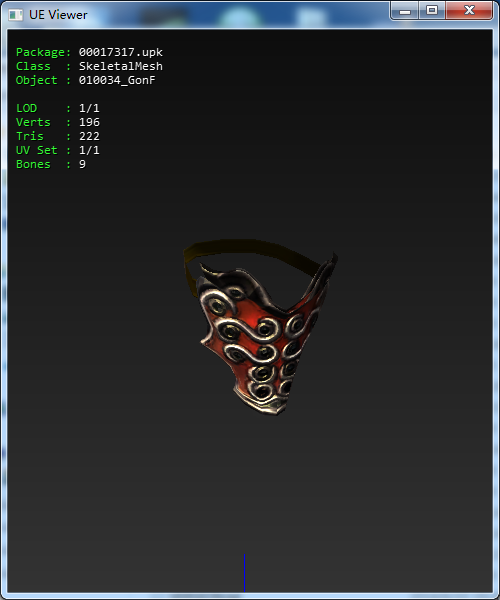 UE Viewer
Package: 00017317.upk
Class : SkeletalMesh
Object : 010034_GonF
LOD : 1/1
Verts : 196
Tris : 222
UV Set : 1/1
Bones : 9